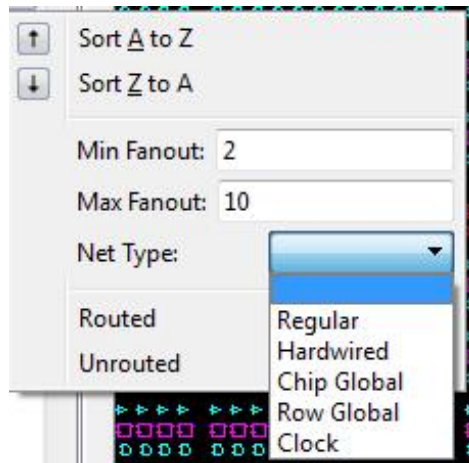 Sort A to Z
Sort Z to A
Min Fanout: 2
Max Fanout: 10
Net Type:
Routed
Unrouted
Regular
Hardwired
Chip Global
Row Global
Clock